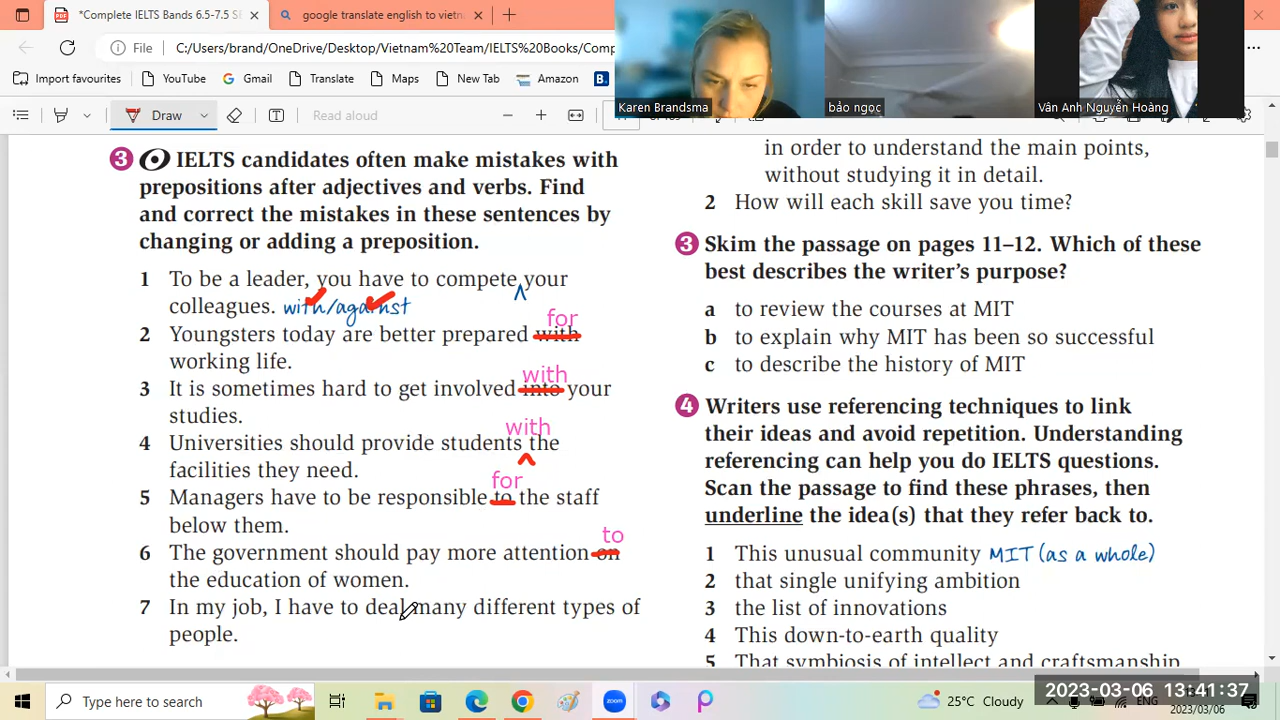 *Complete IELTS Bands 6.5-7.5 S
google translate english to vietn
File
C:/Users/brand/OneDrive/Desktop/Vietnam%20Team/IELTS%20Books/Comp
Import favourites
YouTube
Gmail
Translate
Maps
New Tab
Amazon
B.
Draw
Read aloud
Karen Brandsma
bảo ngọc
Vân Anh Nguyễn Hoàng
3 IELTS candidates often make mistakes with
prepositions after adjectives and verbs. Find
and correct the mistakes in these sentences by
changing or adding a preposition.
1 To be a leader, you have to compete ^ your
colleagues. with/against
for
2 Youngsters today are better prepared with
working life.
with
3 It is sometimes hard to get involved into your
studies.
with
4 Universities should provide students the
facilities they need.
for
5 Managers have to be responsible to the staff
below them.
to
6 The government should pay more attention on
the education of women.
7 In my job, I have to deal many different types of
people.
in order to understand the main points,
without studying it in detail.
2 How will each skill save you time?
3 Skim the passage on pages 11–12. Which of these
best describes the writer's purpose?
a to review the courses at MIT
b to explain why MIT has been so successful
c to describe the history of MIT
4 Writers use referencing techniques to link
their ideas and avoid repetition. Understanding
referencing can help you do IELTS questions.
Scan the passage to find these phrases, then
underline the idea(s) that they refer back to.
1 This unusual community MIT (as a whole)
2 that single unifying ambition
3 the list of innovations
4 This down-to-earth quality
5 That symbiosis of intellect and craftsmanship
Type here to search
zoom
25°C Cloudy
2023-03-06 13:41:37
2023/03/06